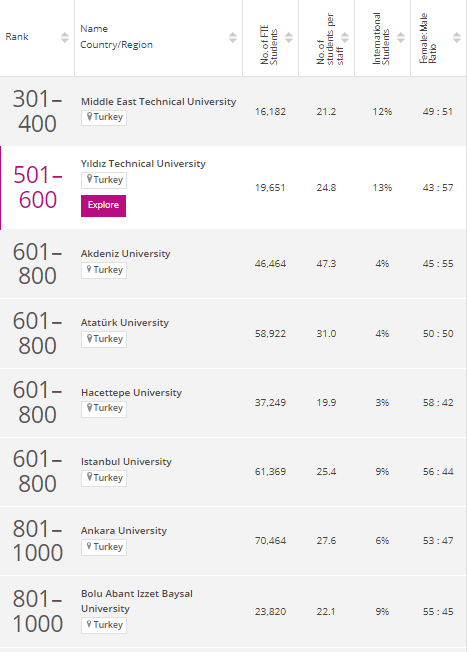 Rank
Name
Country/Region
No. of FTE
Students
No. of
students per
staff
International
Students
Female:Male
Ratio
301–
400
Middle East Technical University
Turkey
16,182
21.2
12%
49 : 51
501–
600
Yıldız Technical University
Turkey
Explore
19,651
24.8
13%
43 : 57
601–
800
Akdeniz University
Turkey
46,464
47.3
4%
45 : 55
601–
800
Atatürk University
Turkey
58,922
31.0
4%
50 : 50
601–
800
Hacettepe University
Turkey
37,249
19.9
3%
58 : 42
601–
800
Istanbul University
Turkey
61,369
25.4
9%
56 : 44
801–
1000
Ankara University
Turkey
70,464
27.6
6%
53 : 47
801–
1000
Bolu Abant Izzet Baysal
University
Turkey
23,820
22.1
9%
55 : 45